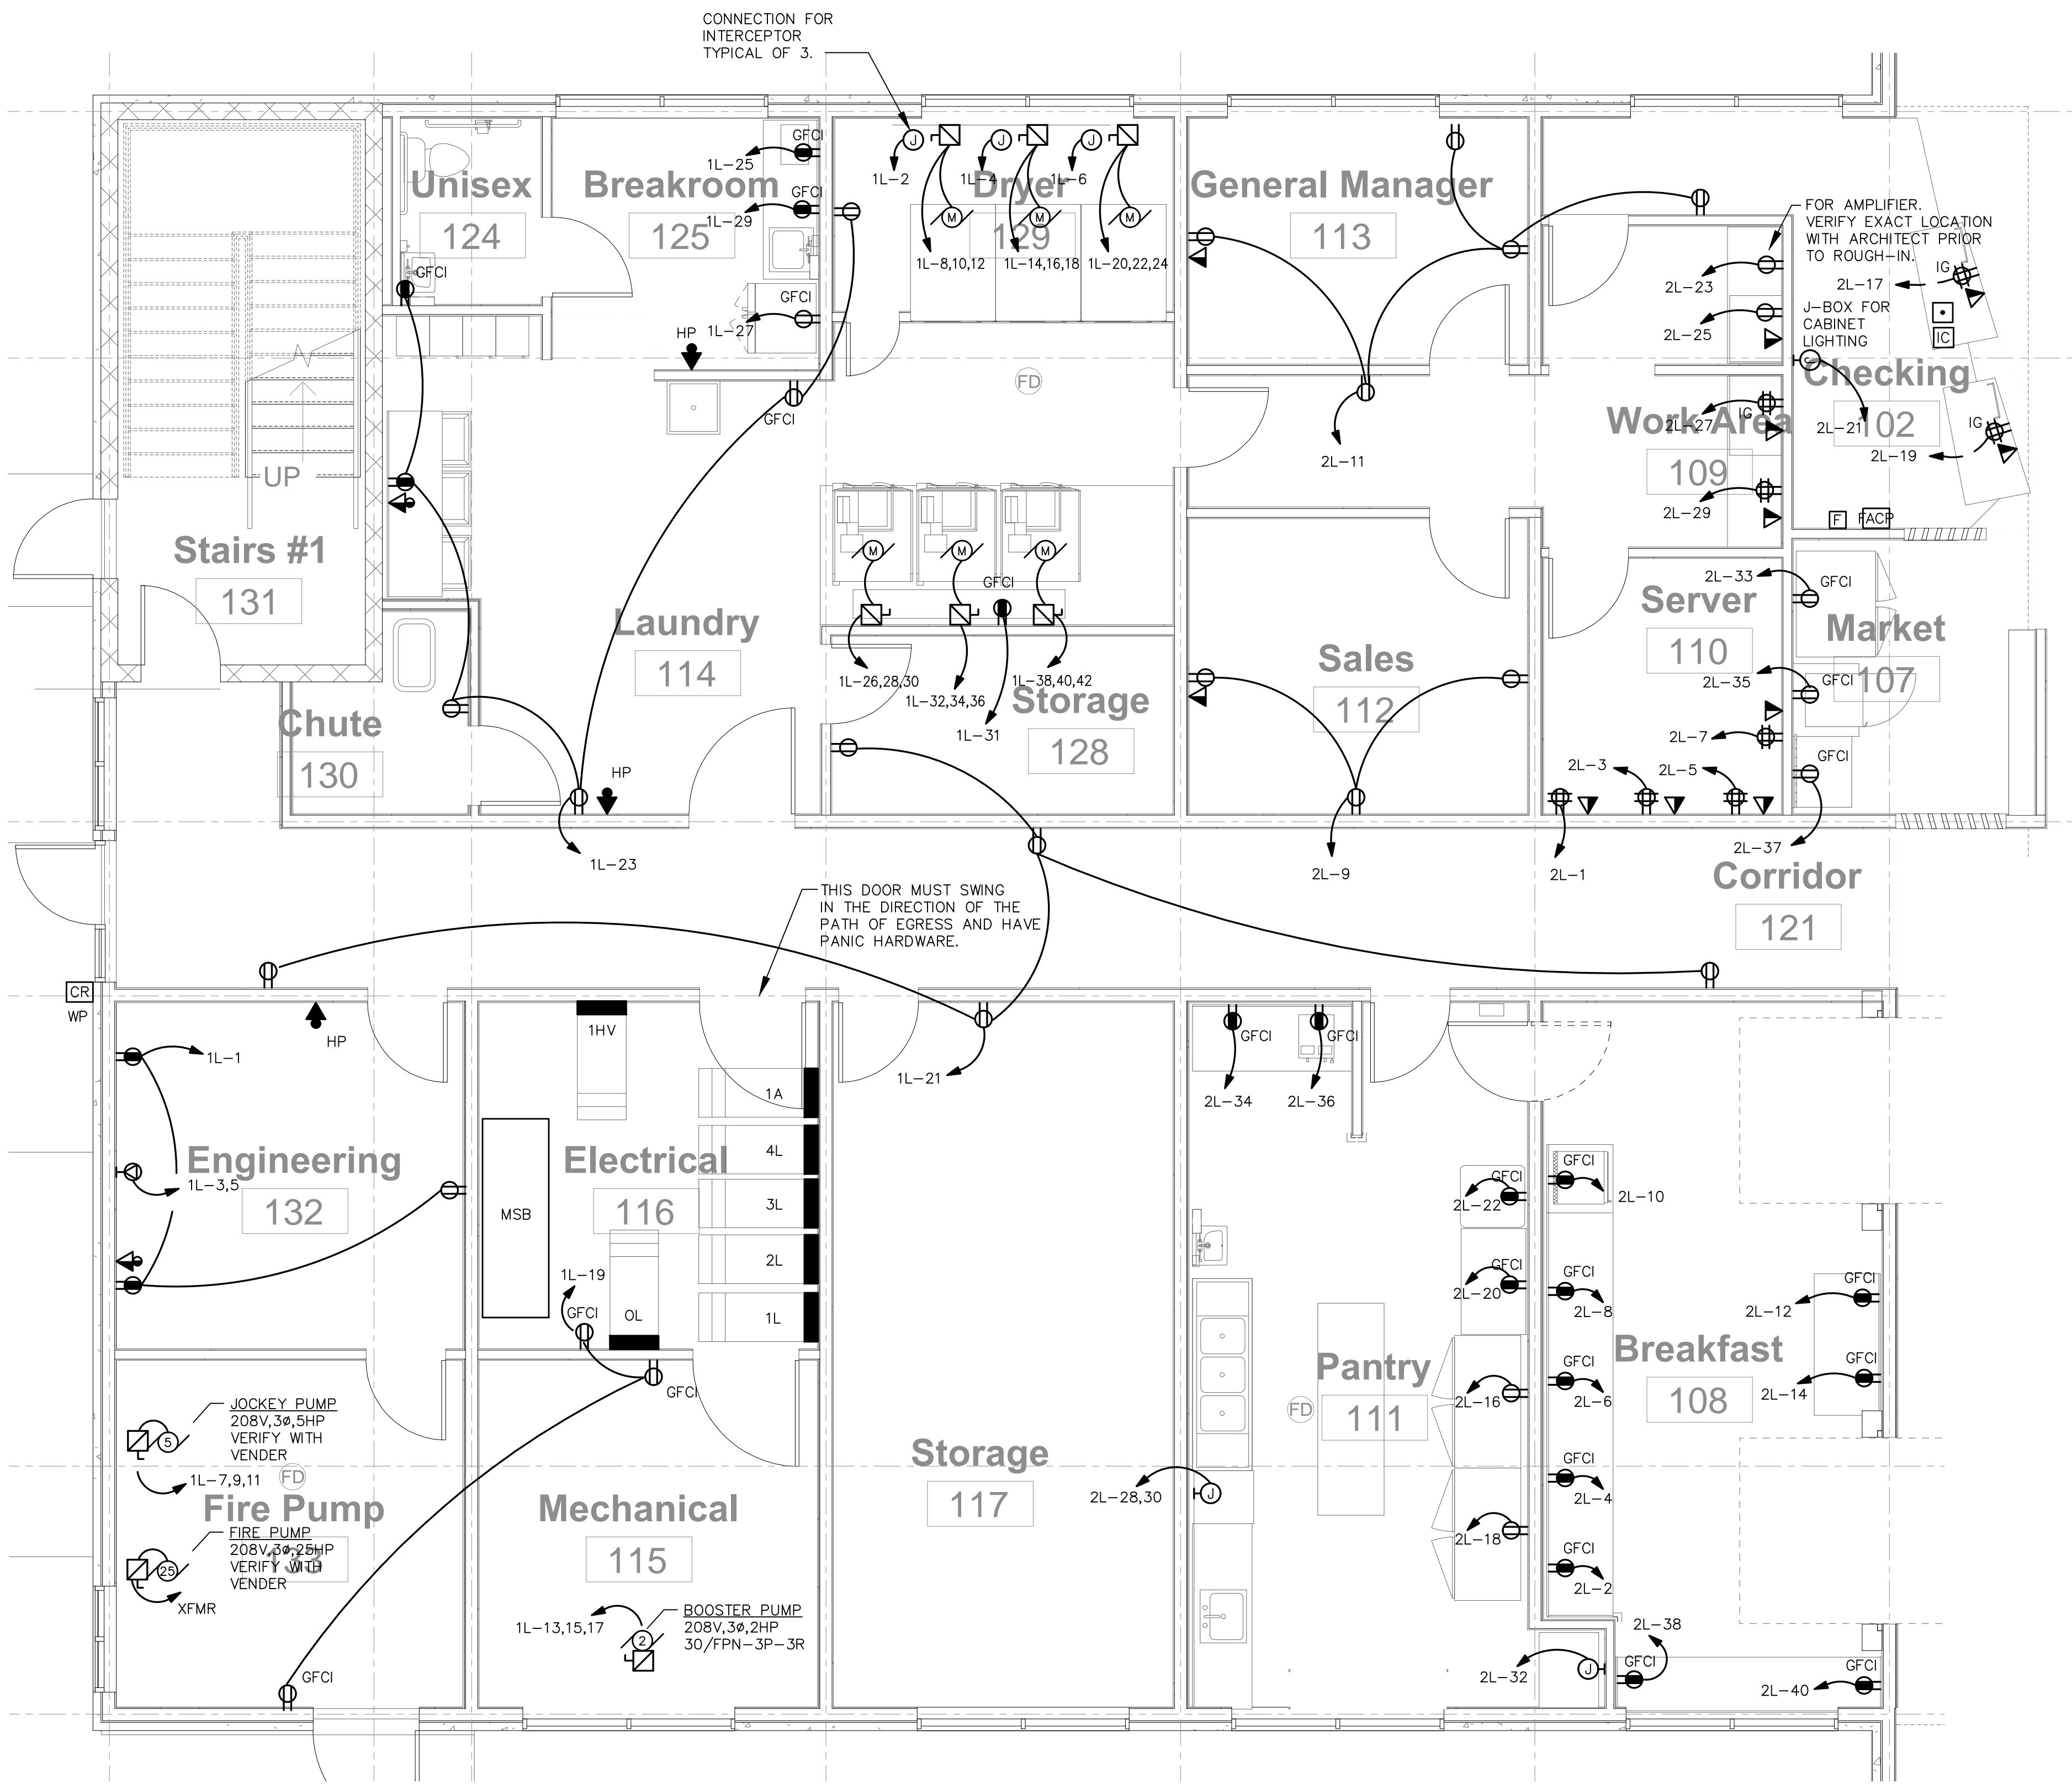 CONNECTION FOR
INTERCEPTOR
TYPICAL OF 3.
Unisex
124
GFCI
Breakroom
125
GFCI
1L-25
GFCI
1L-29
GFCI
1L-27
HP
GFCI
J
J
J
1L-2
1L-4
1L-6
Dryer
129
M
M
M
1L-8,10,12
1L-14,16,18
1L-20,22,24
FD
General Manager
113
2L-11
FOR AMPLIFIER.
VERIFY EXACT LOCATION
WITH ARCHITECT PRIOR
TO ROUGH-IN.
2L-23
2L-25
2L-17
IG
J-BOX FOR
CABINET
LIGHTING
IC
C
Checking
102
2L-21
IG
2L-19
Work Area
109
IG
2L-27
2L-29
F
FACP
UP
Stairs #1
131
Laundry
114
M
M
M
GFCI
1L-26,28,30
1L-32,34,36
1L-38,40,42
1L-31
Storage
128
Sales
112
2L-9
Server
110
2L-33
GFCI
2L-35
GFCI
2L-7
GFCI
2L-3
2L-5
2L-1
2L-37
Market
107
Chute
130
HP
1L-23
Corridor
121
THIS DOOR MUST SWING
IN THE DIRECTION OF THE
PATH OF EGRESS AND HAVE
PANIC HARDWARE.
CR
WP
HP
1L-1
Engineering
132
1L-3,5
1HV
Electrical
116
MSB
1A
4L
3L
2L
1L
1L-19
GFCI
OL
GFCI
1L-21
GFCI
GFCI
2L-34
2L-36
GFCI
2L-22
GFCI
2L-20
2L-16
2L-18
Pantry
111
FD
J
2L-28,30
Storage
117
GFCI
2L-10
GFCI
2L-8
GFCI
2L-6
GFCI
2L-4
GFCI
2L-2
Breakfast
108
GFCI
2L-12
GFCI
2L-14
2L-38
GFCI
J
2L-32
GFCI
2L-40
JOCKEY PUMP
208V,3ø,5HP
VERIFY WITH
VENDER
5
1L-7,9,11
FD
Fire Pump
133
FIRE PUMP
208V,3ø,25HP
VERIFY WITH
VENDER
25
XFMR
GFCI
Mechanical
115
1L-13,15,17
2
BOOSTER PUMP
208V,3ø,2HP
30/FPN-3P-3R